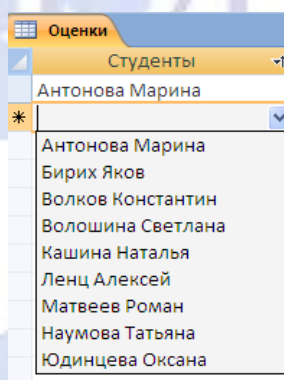 Оценки
Студенты
Антонова Марина
Антонова Марина
Бирих Яков
Волков Константин
Волошина Светлана
Кашина Наталья
Ленц Алексей
Матвеев Роман
Наумова Татьяна
Юдинцева Оксана